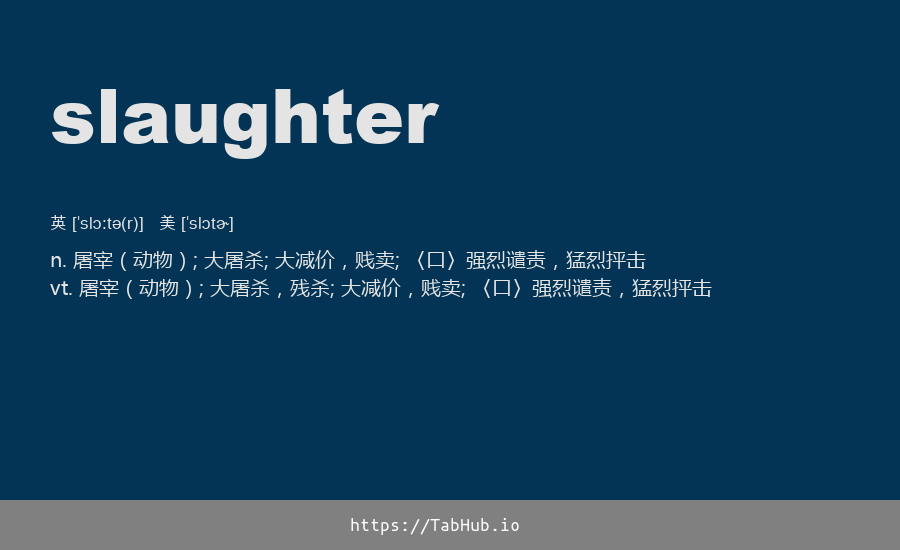 slaughter
英 [ˈslɔːtə(r)] 美 [ˈslɔtɚ]
n. 屠宰（动物）; 大屠杀; 大减价，贱卖; 〈口〉强烈谴责，猛烈抨击
vt. 屠宰（动物）; 大屠杀，残杀; 大减价，贱卖; 〈口〉强烈谴责，猛烈抨击
https://TabHub.io